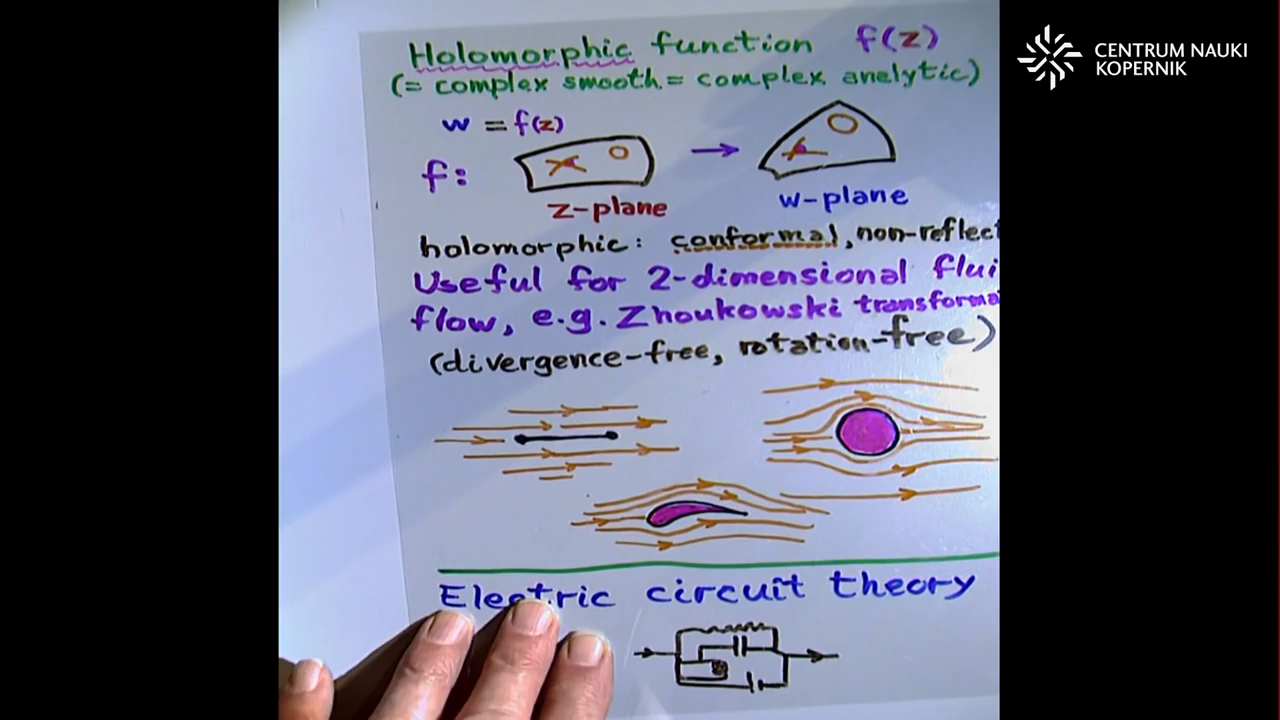 Holomorphic function f(z)
(= complex smooth = complex analytic)
w = f(z)
f: →
z-plane
w-plane
holomorphic: conformal, non-reflect
Useful for 2-dimensional flui
flow, e.g. Zhoukowski transforma
(divergence-free, rotation-free)
Electric circuit theory
CENTRUM NAUKI
KOPERNIK